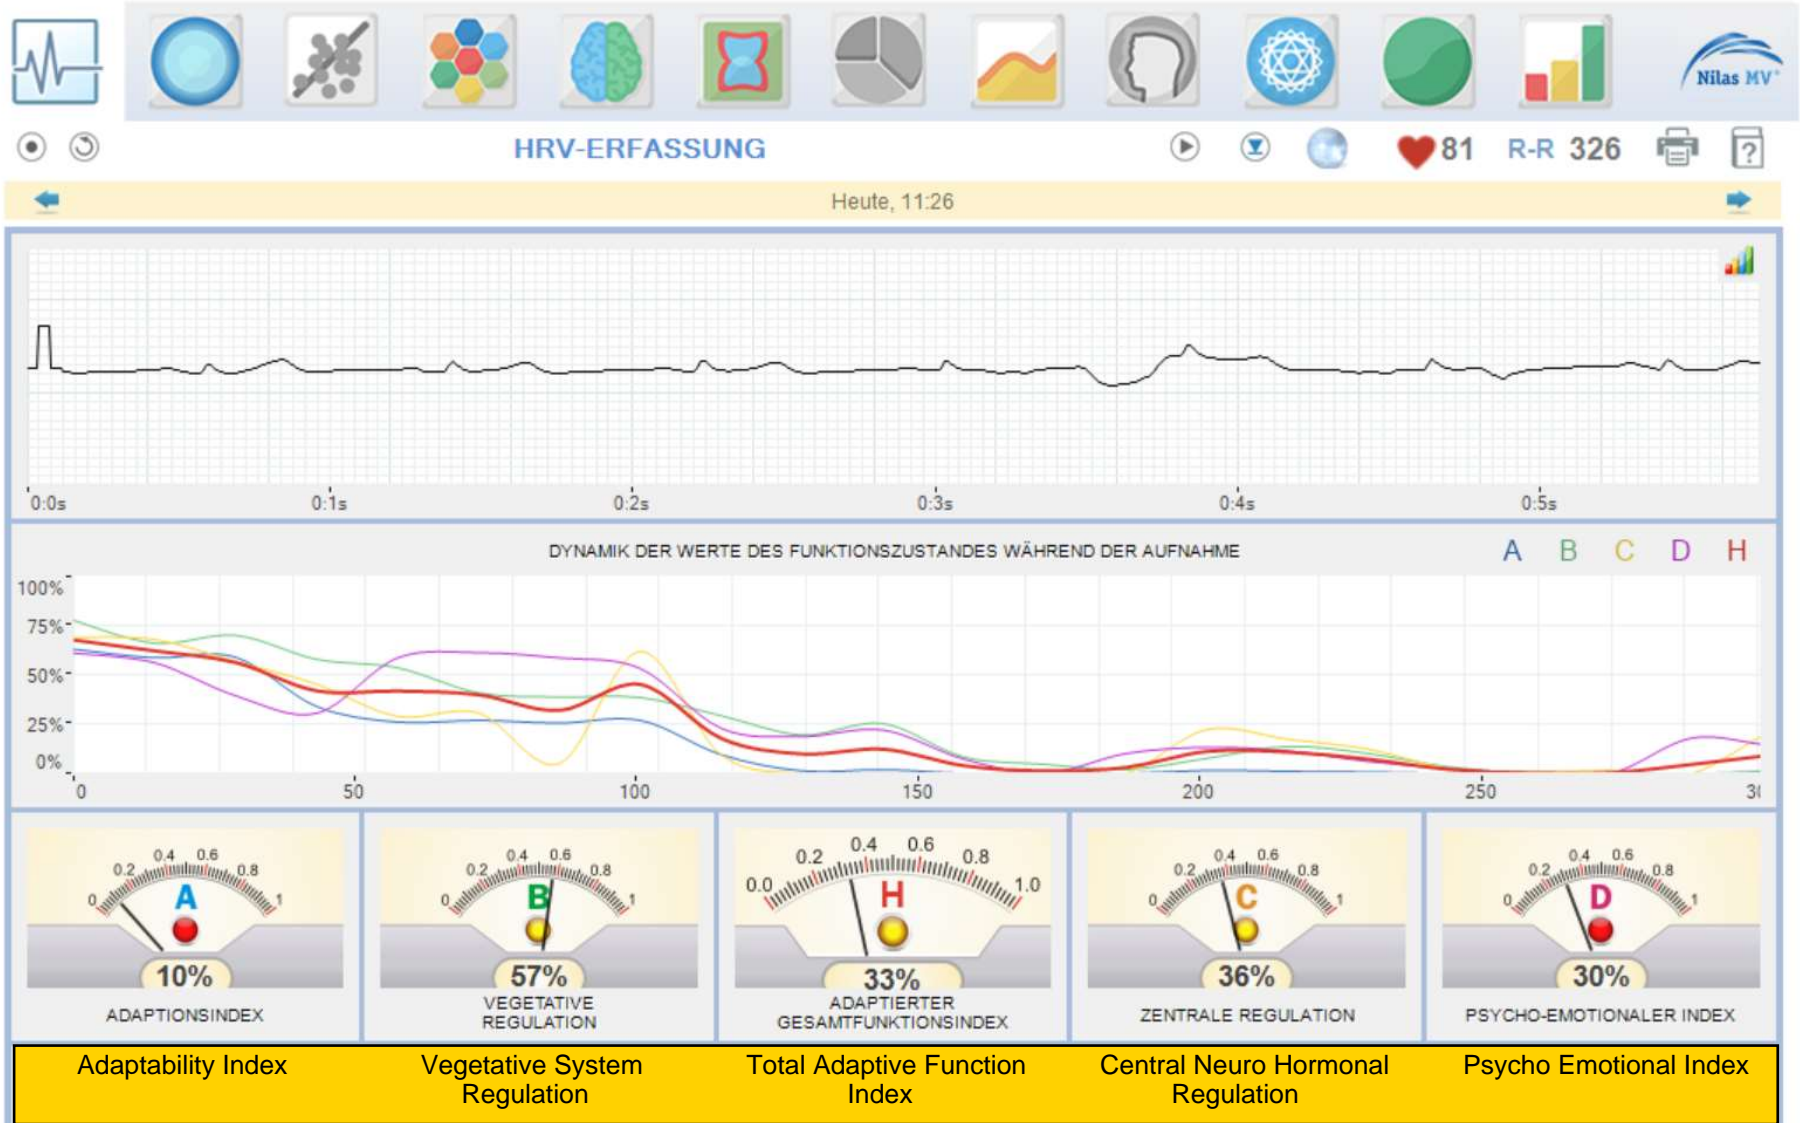 Nilas MV
HRV-ERFASSUNG
81
R-R 326
?
Heute, 11:26
0:0s 0:1s 0:2s 0:3s 0:4s 0:5s
DYNAMIK DER WERTE DES FUNKTIONSZUSTANDES WÄHREND DER AUFNAHME
A B C D H
100%
75%
50%
25%
0%
0 50 100 150 200 250 30
0 0.2 0.4 0.6 0.8 1
A
10%
ADAPTIONSINDEX
0 0.2 0.4 0.6 0.8 1
B
57%
VEGETATIVE
REGULATION
0.0 0.2 0.4 0.6 0.8 1.0
H
33%
ADAPTIERTER
GESAMTFUNKTIONSINDEX
0 0.2 0.4 0.6 0.8 1
C
36%
ZENTRALE REGULATION
0 0.2 0.4 0.6 0.8 1
D
30%
PSYCHO-EMOTIONALER INDEX
Adaptability Index
Vegetative System
Regulation
Total Adaptive Function
Index
Central Neuro Hormonal
Regulation
Psycho Emotional Index